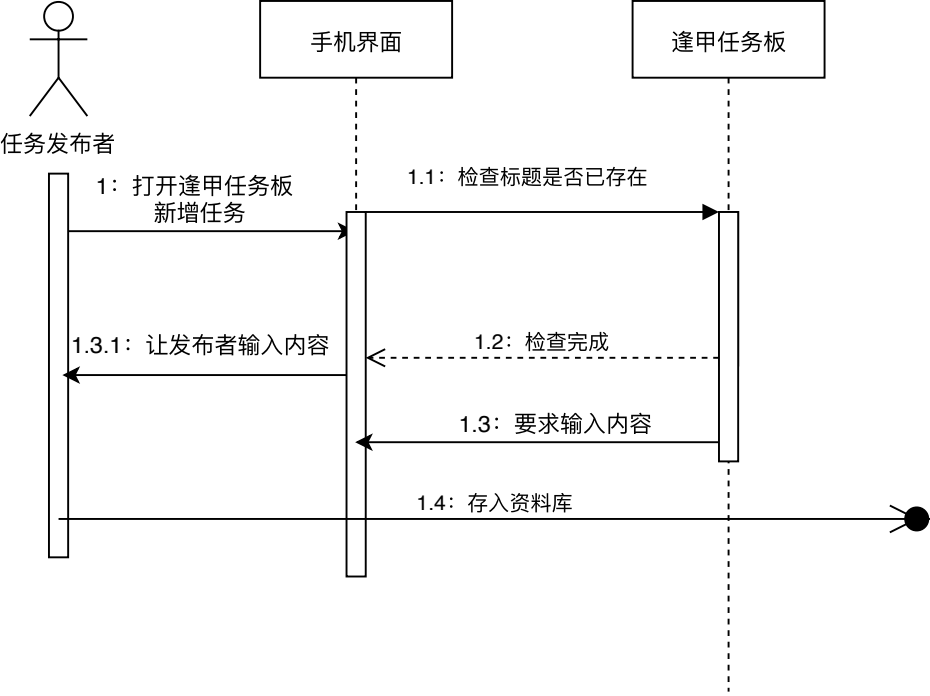 手机界面
逢甲任务板
任务发布者
1：打开逢甲任务板
新增任务
1.1：检查标题是否已存在
1.2：检查完成
1.3.1：让发布者输入内容
1.3：要求输入内容
1.4：存入资料库